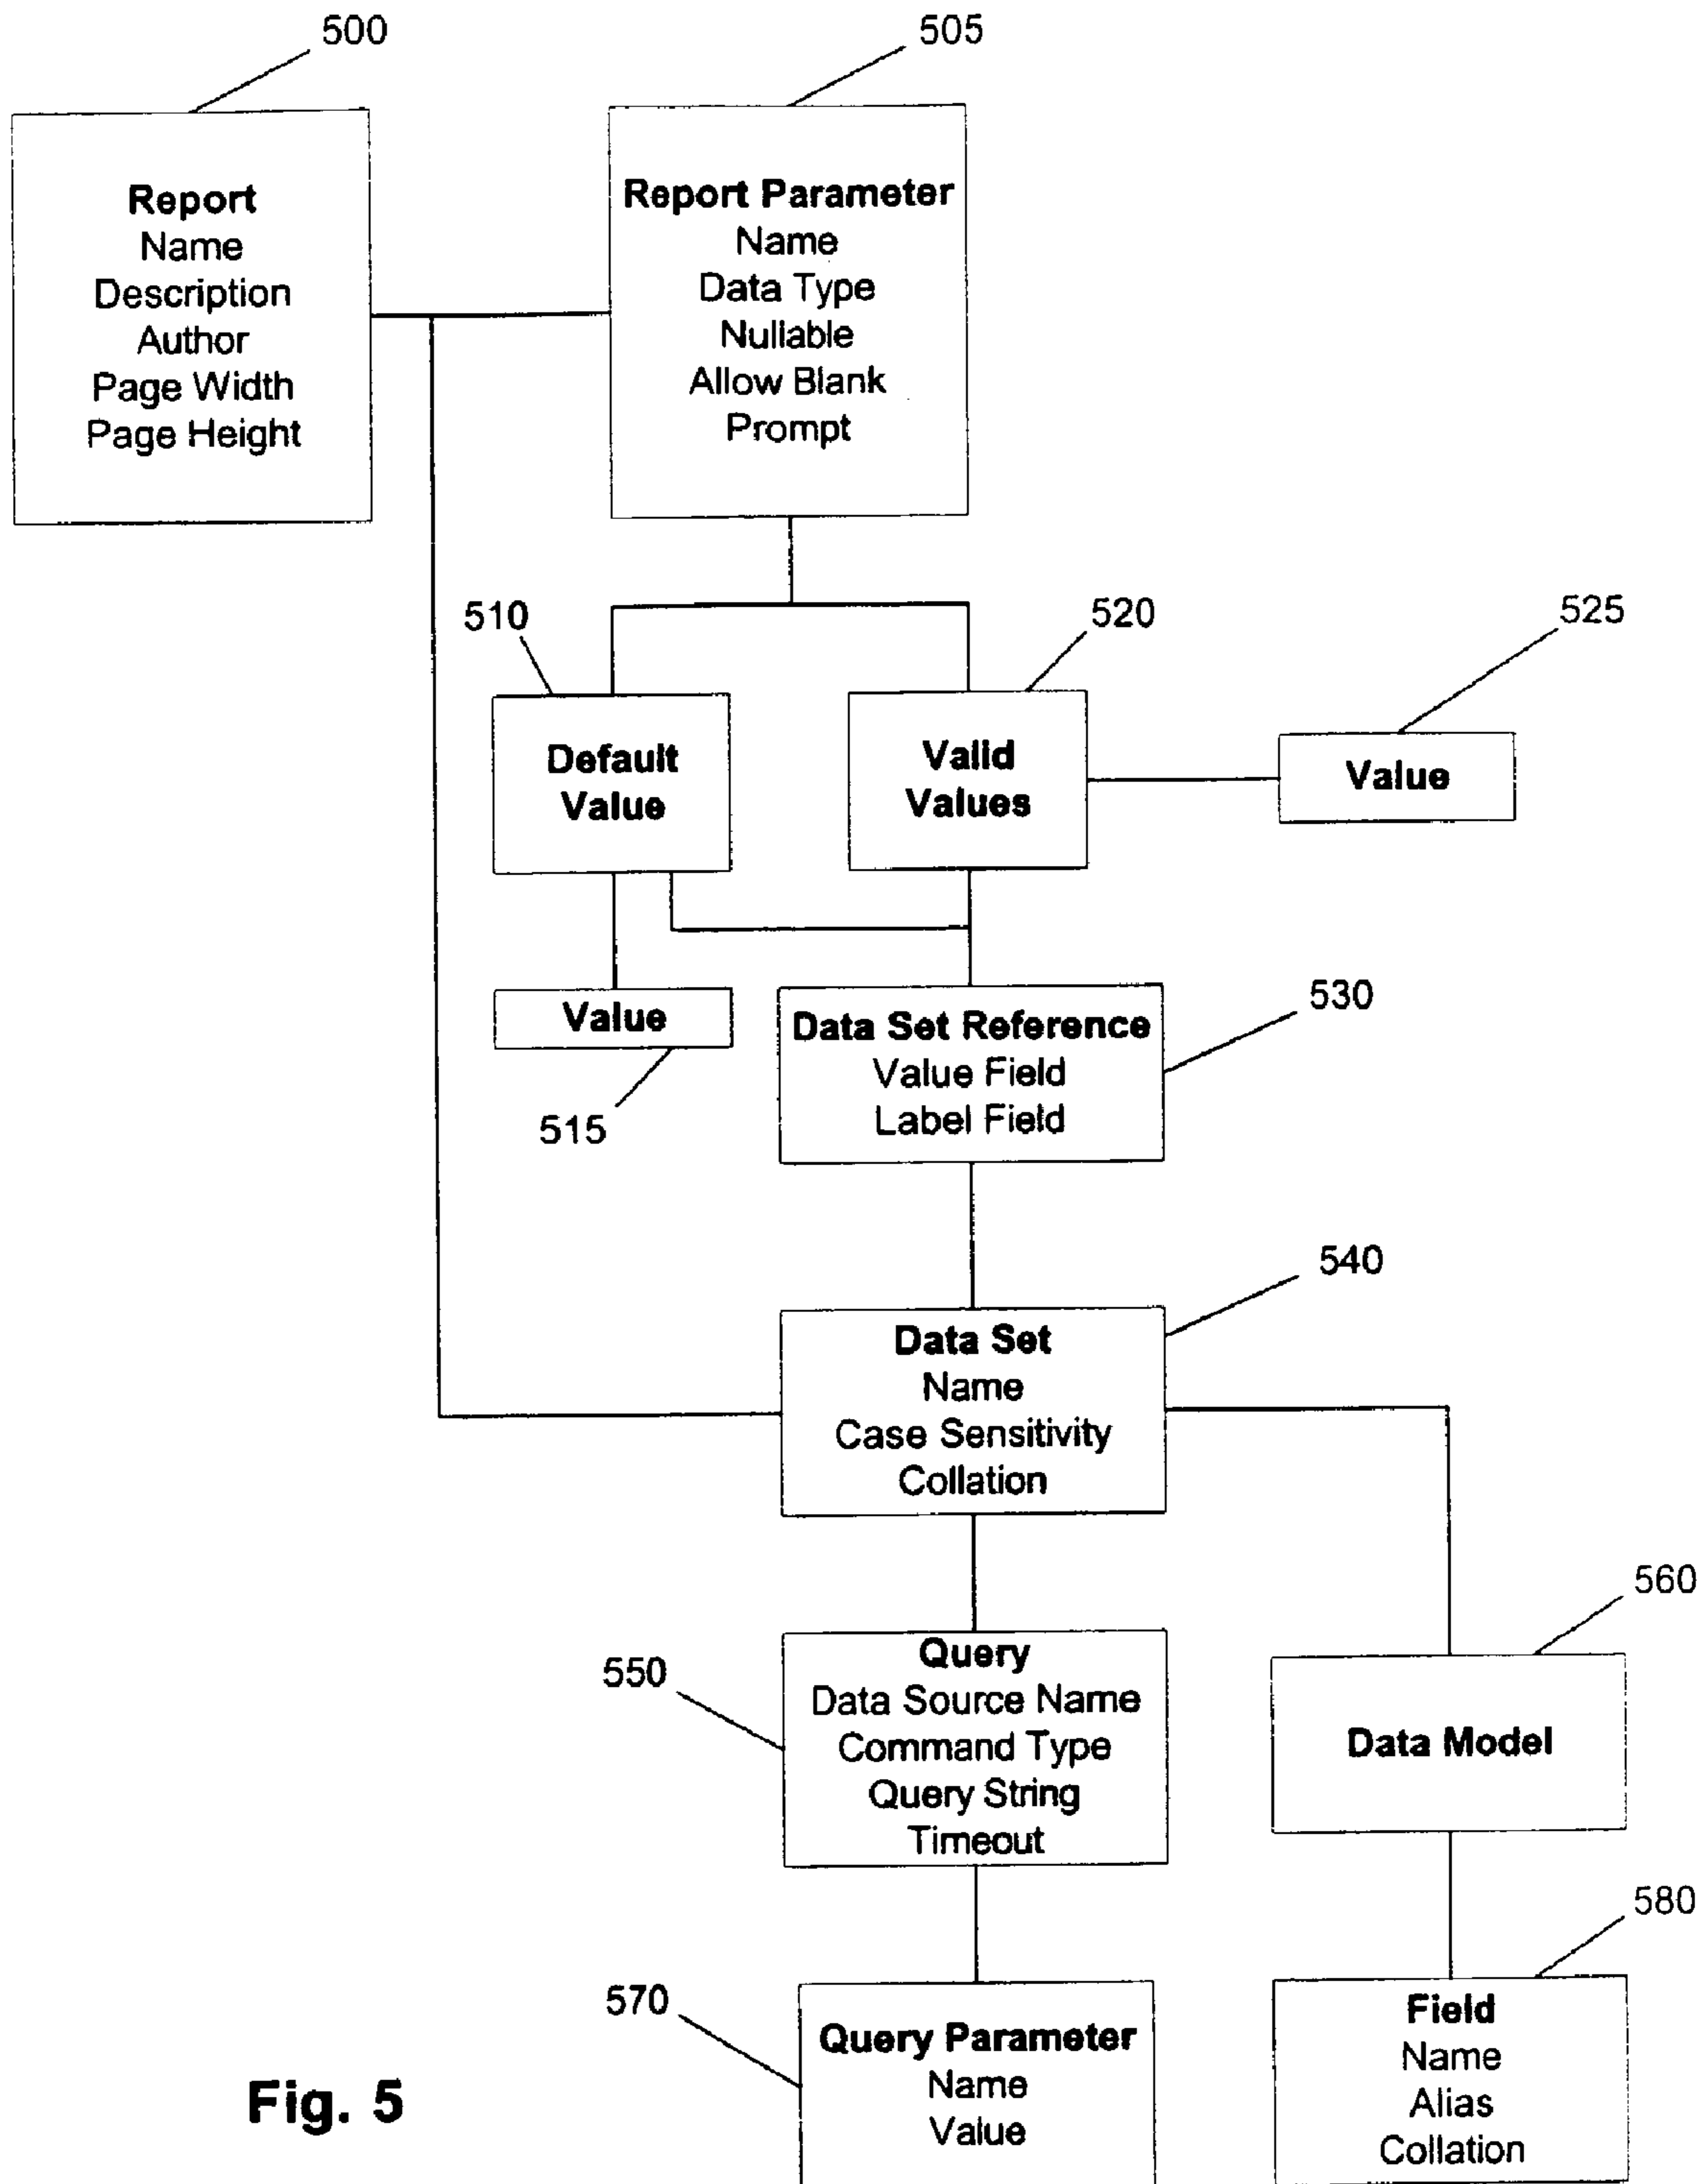 500
505
Report
Name
Description
Author
Page Width
Page Height
Report Parameter
Name
Data Type
Nullable
Allow Blank
Prompt
510
520
525
Default
Value
Valid
Values
Value
Value
515
Data Set Reference
Value Field
Label Field
530
540
Data Set
Name
Case Sensitivity
Collation
550
Query
Data Source Name
Command Type
Query String
Timeout
560
Data Model
570
Query Parameter
Name
Value
580
Field
Name
Alias
Collation
Fig. 5